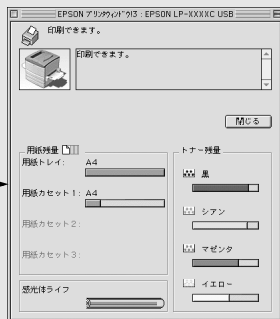 EPSON プリンタウィンドウ!3 : EPSON LP-XXXXC USB
印刷できます。
印刷できます。
閉じる
用紙残量
用紙トレイ: A4
用紙カセット1: A4
用紙カセット2:
用紙カセット3:
感光体ライフ
トナー残量
黒
シアン
マゼンタ
イエロー